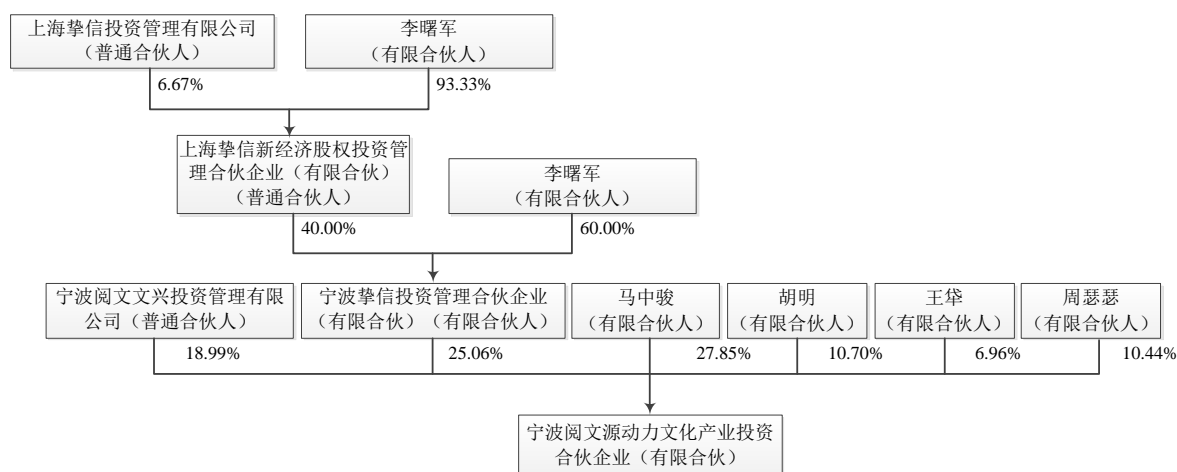 上海挚信投资管理有限公司
（普通合伙人）
李曙军
（有限合伙人）
6.67%
93.33%
上海挚信新经济股权投资管
理合伙企业（有限合伙）
（普通合伙人）
李曙军
（有限合伙人）
40.00%
60.00%
宁波阅文文兴投资管理有限
公司（普通合伙人）
宁波挚信投资管理合伙企业
（有限合伙）（有限合伙人）
马中骏
（有限合伙人）
胡明
（有限合伙人）
王牮
（有限合伙人）
周瑟瑟
（有限合伙人）
18.99%
25.06%
27.85%
10.70%
6.96%
10.44%
宁波阅文源动力文化产业投资
合伙企业（有限合伙）